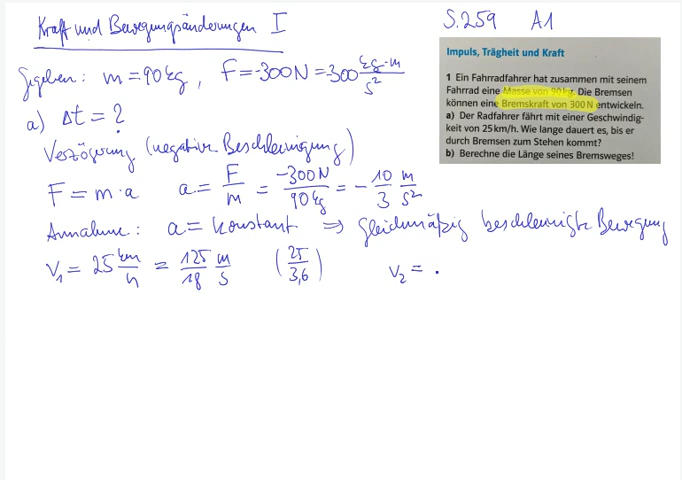 Kraft und Bewegungsänderungen I
S.259 A1
Gegeben: m = 90 kg, F = -300 N = -300 kg·m/s²
a) Δt = ?
Verzögerung (negative Beschleunigung)
F = m·a a = F/m = -300 N/90 kg = -10/3 m/s²
Annahme: a = konstant ⇒ gleichmäßig beschleunigte Bewegung
v₁ = 25 km/h = 125/18 m/s (25/3,6) v₂ = .
Impuls, Trägheit und Kraft
1 Ein Fahrradfahrer hat zusammen mit seinem
Fahrrad eine Masse von 90 kg. Die Bremsen
können eine Bremskraft von 300 N entwickeln.
a) Der Radfahrer fährt mit einer Geschwindig-
keit von 25 km/h. Wie lange dauert es, bis er
durch Bremsen zum Stehen kommt?
b) Berechne die Länge seines Bremsweges!